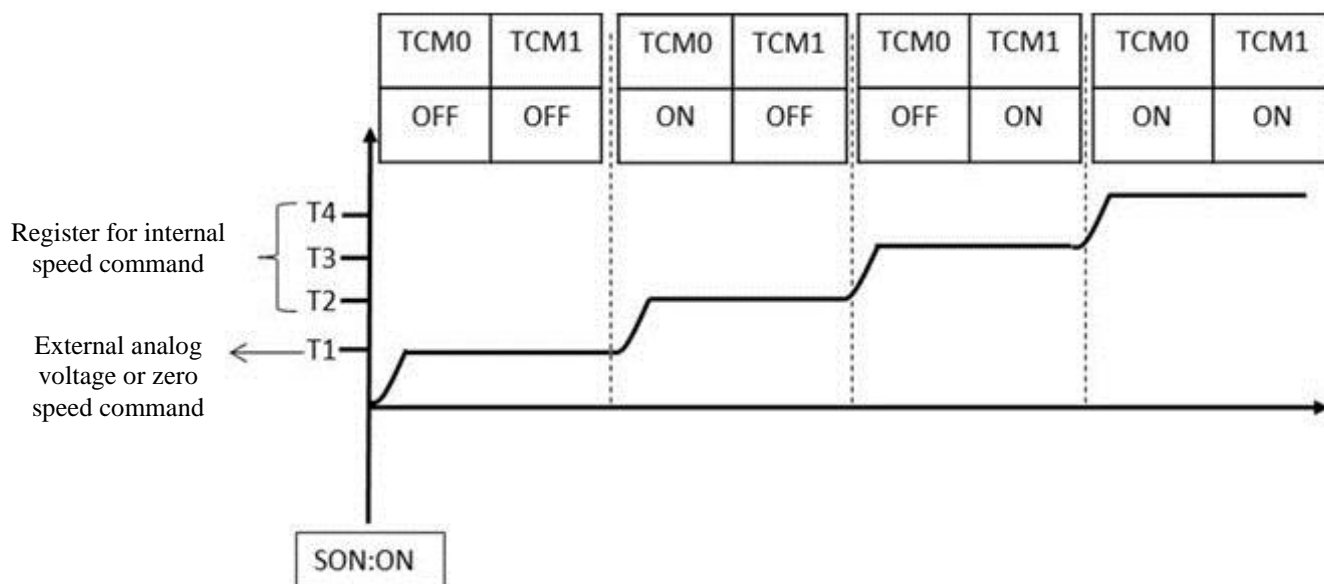 TCM0 TCM1 TCM0 TCM1 TCM0 TCM1 TCM0 TCM1
OFF OFF ON OFF OFF ON ON ON
Register for internal
speed command
T4
T3
T2
External analog
voltage or zero
speed command
T1
SON:ON